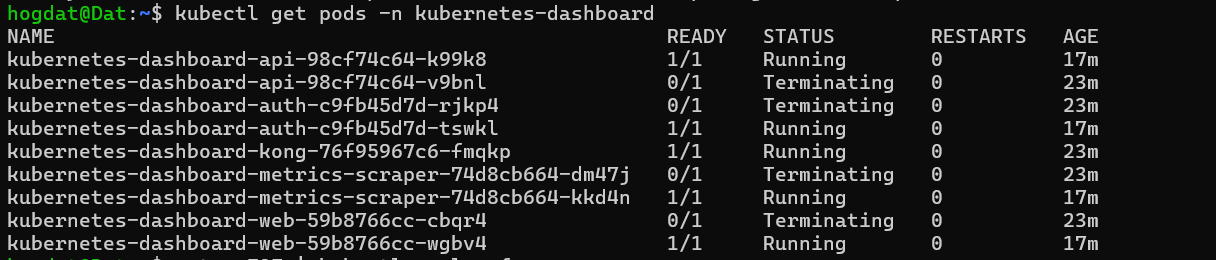 hogdat@Dat:~$ kubectl get pods -n kubernetes-dashboard
NAME READY STATUS RESTARTS AGE
kubernetes-dashboard-api-98cf74c64-k99k8 1/1 Running 0 17m
kubernetes-dashboard-api-98cf74c64-v9bnl 0/1 Terminating 0 23m
kubernetes-dashboard-auth-c9fb45d7d-rjkp4 0/1 Terminating 0 23m
kubernetes-dashboard-auth-c9fb45d7d-tswkl 1/1 Running 0 17m
kubernetes-dashboard-kong-76f95967c6-fmqkp 1/1 Running 0 23m
kubernetes-dashboard-metrics-scraper-74d8cb664-dm47j 0/1 Terminating 0 23m
kubernetes-dashboard-metrics-scraper-74d8cb664-kkd4n 1/1 Running 0 17m
kubernetes-dashboard-web-59b8766cc-cbqr4 0/1 Terminating 0 23m
kubernetes-dashboard-web-59b8766cc-wgbv4 1/1 Running 0 17m